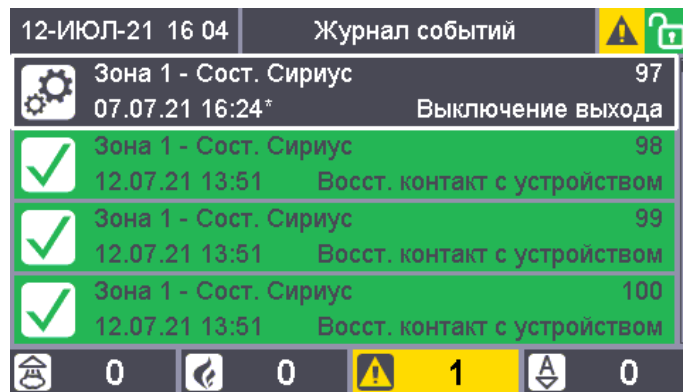 12-ИЮЛ-21 16 04 Журнал событий
Зона 1 - Сост. Сириус 97
07.07.21 16:24* Выключение выхода
Зона 1 - Сост. Сириус 98
12.07.21 13:51 Восст. контакт с устройством
Зона 1 - Сост. Сириус 99
12.07.21 13:51 Восст. контакт с устройством
Зона 1 - Сост. Сириус 100
12.07.21 13:51 Восст. контакт с устройством
0 0 1 A 0